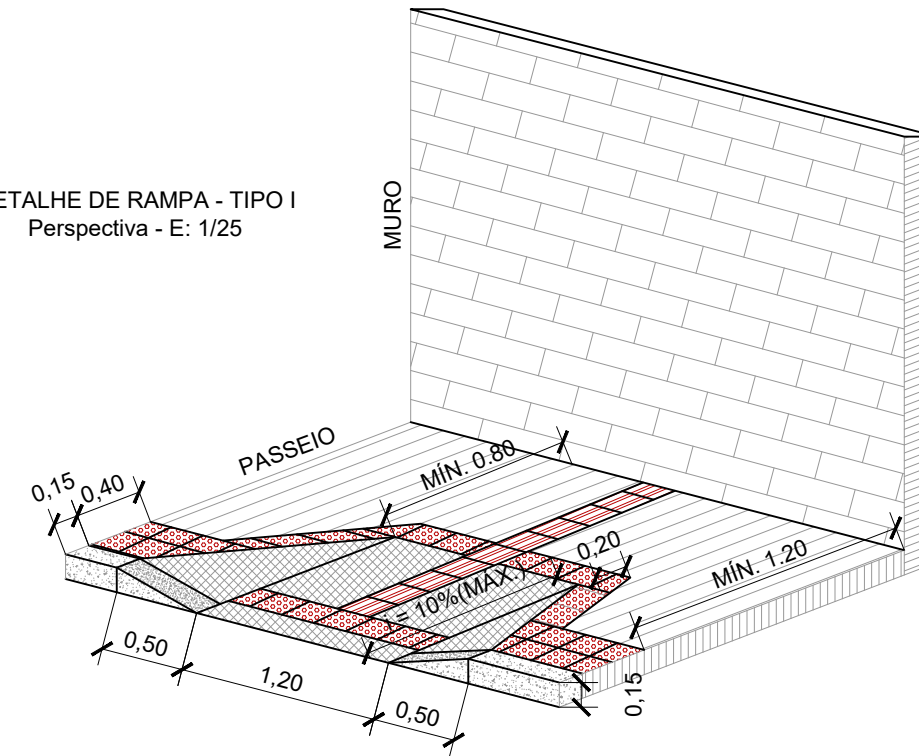 ETALHE DE RAMPA - TIPO I
Perspectiva - E: 1/25
MURO
PASSEIO
0,15
0,40
MÍN. 0.80
0,20
= 10%(MÁX.)
MÍN. 1.20
0,50
1,20
0,50
0,15